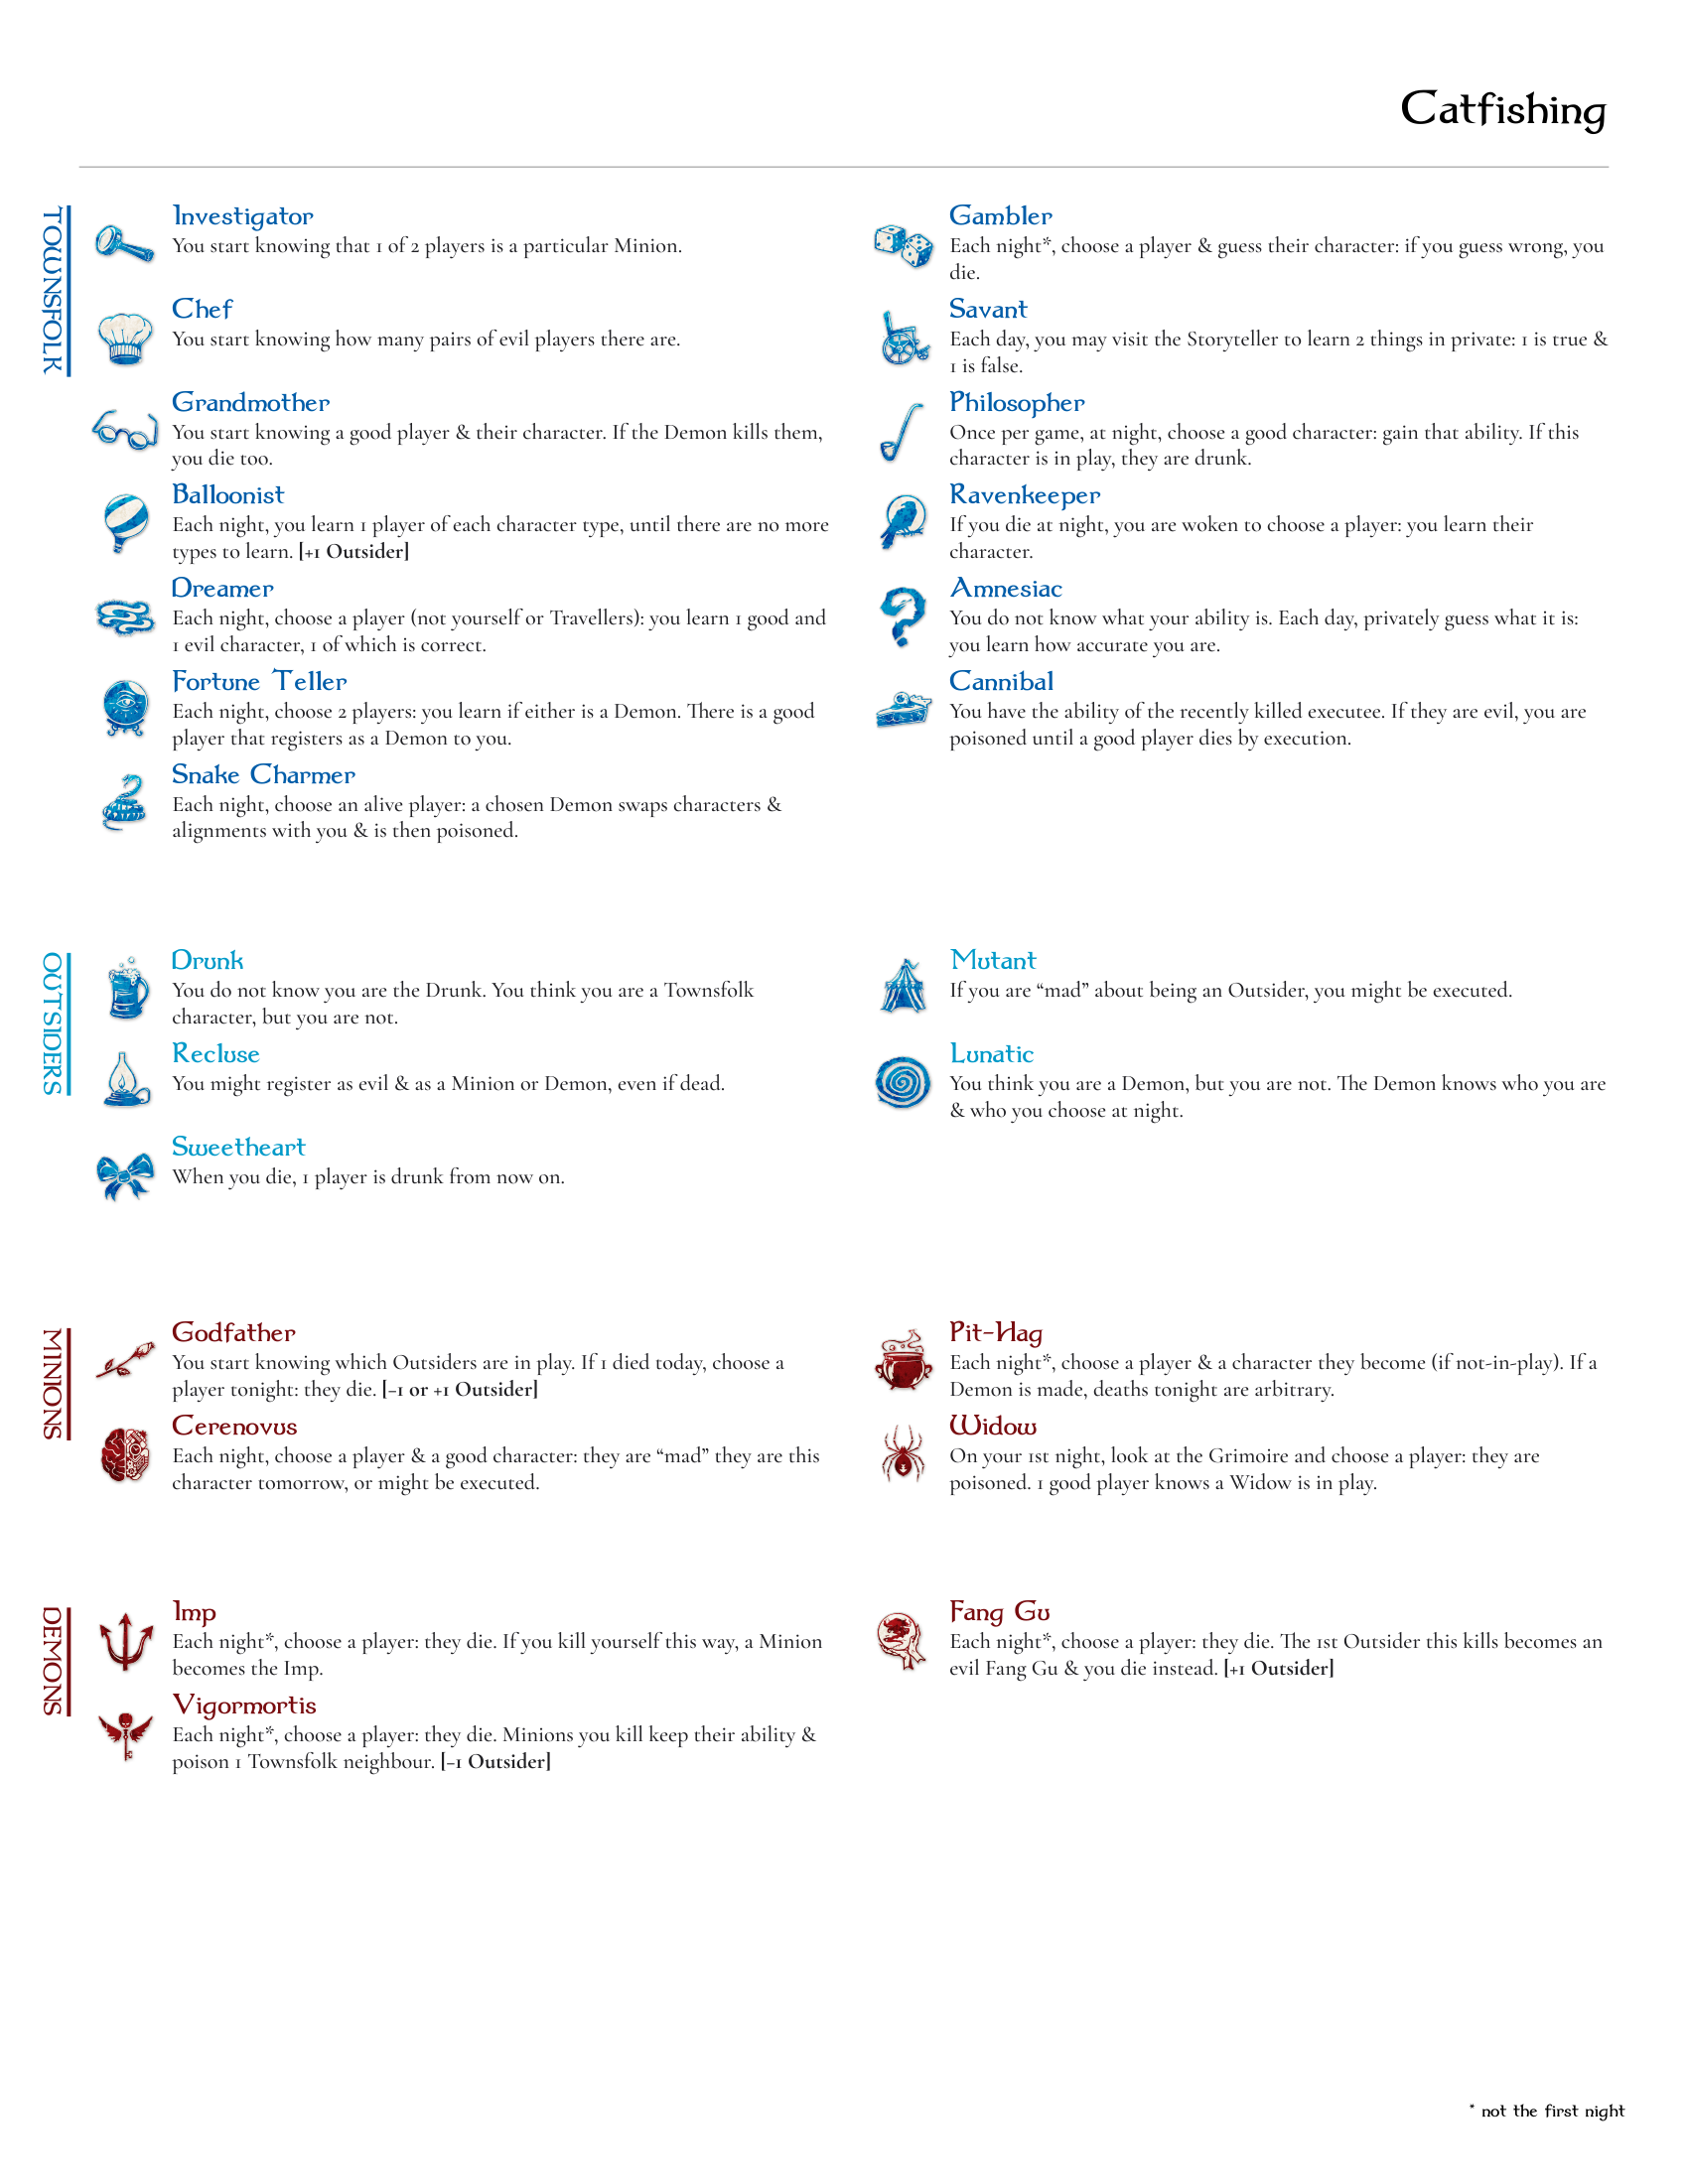 Catfishing
TOWNSFOLK
Investigator
You start knowing that 1 of 2 players is a particular Minion.
Chef
You start knowing how many pairs of evil players there are.
Grandmother
You start knowing a good player & their character. If the Demon kills them,
you die too.
Balloonist
Each night, you learn 1 player of each character type, until there are no more
types to learn. [+1 Outsider]
Dreamer
Each night, choose a player (not yourself or Travellers): you learn 1 good and
1 evil character, 1 of which is correct.
Fortune Teller
Each night, choose 2 players: you learn if either is a Demon. There is a good
player that registers as a Demon to you.
Snake Charmer
Each night, choose an alive player: a chosen Demon swaps characters &
alignments with you & is then poisoned.
Gambler
Each night*, choose a player & guess their character: if you guess wrong, you
die.
Savant
Each day, you may visit the Storyteller to learn 2 things in private: 1 is true &
1 is false.
Philosopher
Once per game, at night, choose a good character: gain that ability. If this
character is in play, they are drunk.
Ravenkeeper
If you die at night, you are woken to choose a player: you learn their
character.
Amnesiac
You do not know what your ability is. Each day, privately guess what it is:
you learn how accurate you are.
Cannibal
You have the ability of the recently killed executee. If they are evil, you are
poisoned until a good player dies by execution.
OUTSIDERS
Drunk
You do not know you are the Drunk. You think you are a Townsfolk
character, but you are not.
Recluse
You might register as evil & as a Minion or Demon, even if dead.
Sweetheart
When you die, 1 player is drunk from now on.
Mutant
If you are “mad” about being an Outsider, you might be executed.
Lunatic
You think you are a Demon, but you are not. The Demon knows who you are
& who you choose at night.
MINIONS
Godfather
You start knowing which Outsiders are in play. If 1 died today, choose a
player tonight: they die. [−1 or +1 Outsider]
Cerenovus
Each night, choose a player & a good character: they are “mad” they are this
character tomorrow, or might be executed.
Pit-Hag
Each night*, choose a player & a character they become (if not-in-play). If a
Demon is made, deaths tonight are arbitrary.
Widow
On your 1st night, look at the Grimoire and choose a player: they are
poisoned. 1 good player knows a Widow is in play.
DEMONS
Imp
Each night*, choose a player: they die. If you kill yourself this way, a Minion
becomes the Imp.
Vigormortis
Each night*, choose a player: they die. Minions you kill keep their ability &
poison 1 Townsfolk neighbour. [−1 Outsider]
Fang Gu
Each night*, choose a player: they die. The 1st Outsider this kills becomes an
evil Fang Gu & you die instead. [+1 Outsider]
* not the first night